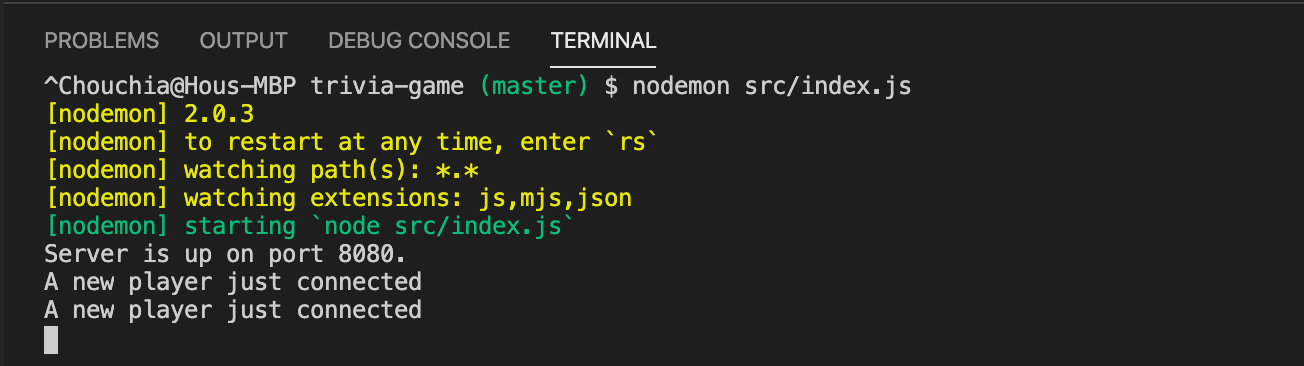 PROBLEMS OUTPUT DEBUG CONSOLE TERMINAL
^Chouchia@Hous-MBP trivia-game (master) $ nodemon src/index.js
[nodemon] 2.0.3
[nodemon] to restart at any time, enter `rs`
[nodemon] watching path(s): *.*
[nodemon] watching extensions: js,mjs,json
[nodemon] starting `node src/index.js`
Server is up on port 8080.
A new player just connected
A new player just connected